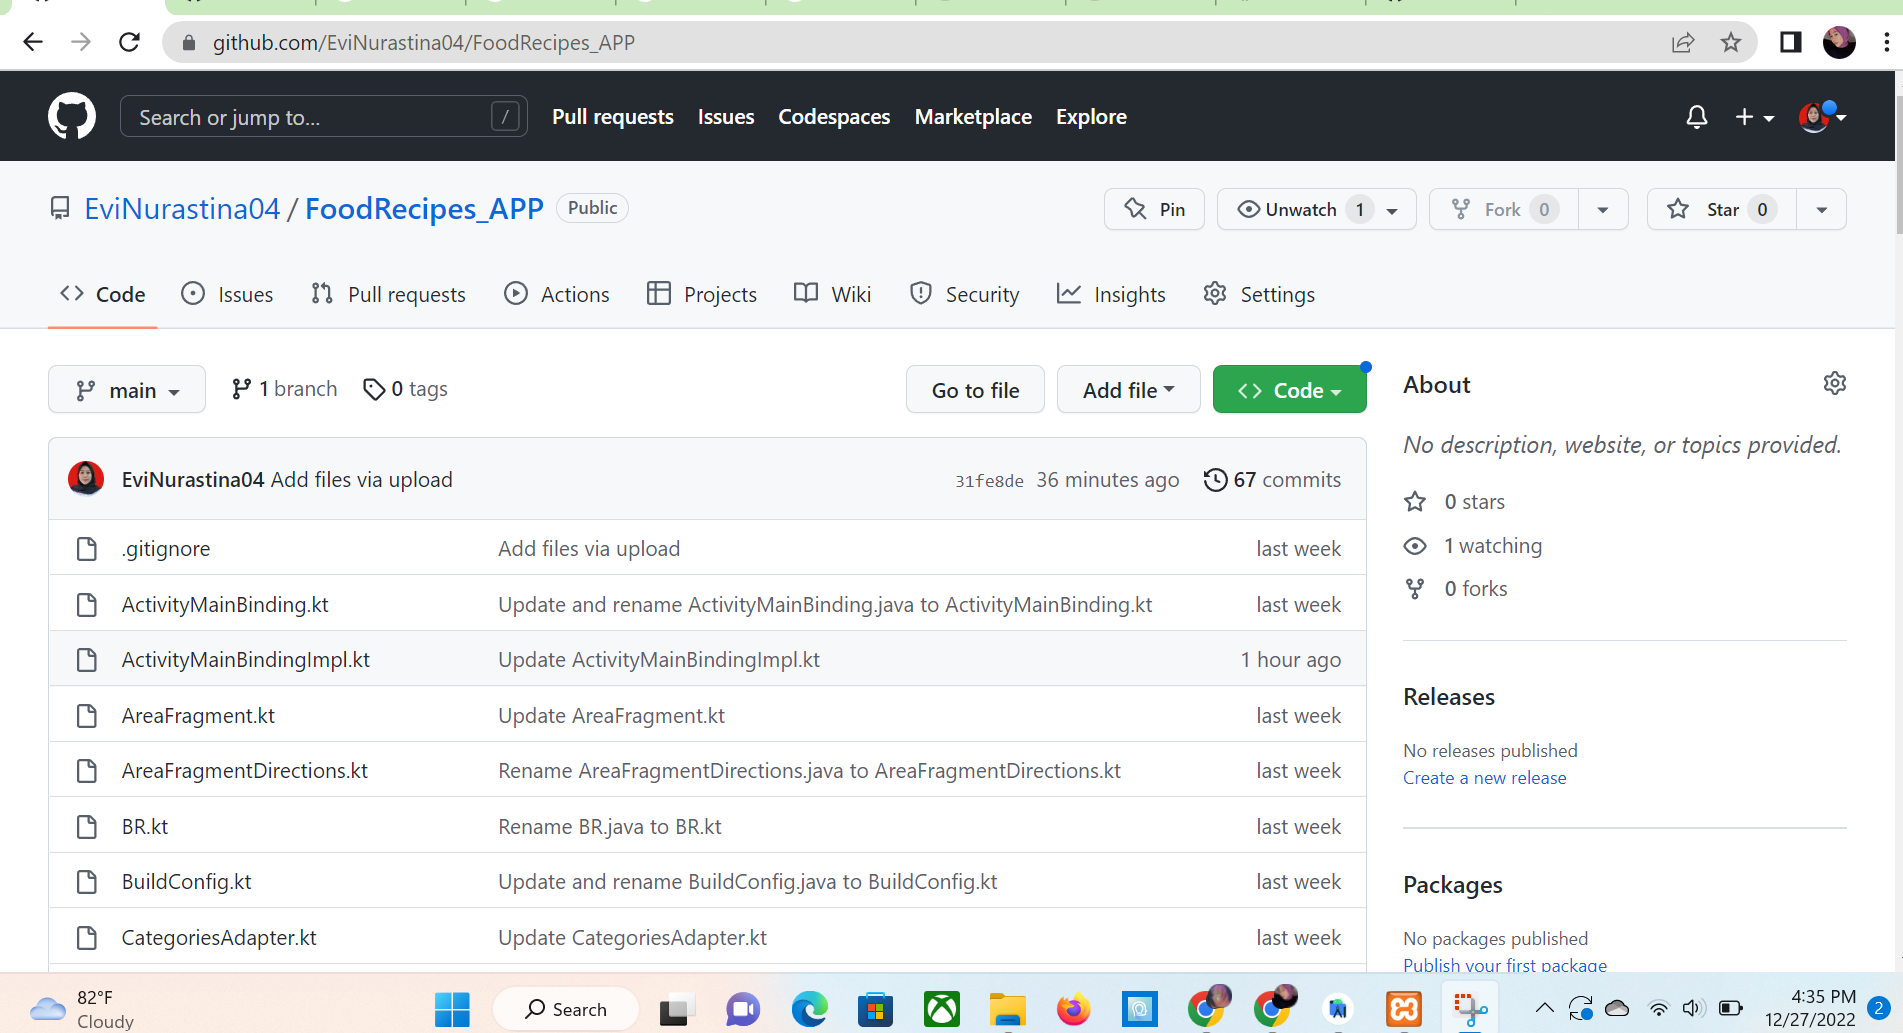 github.com/EviNurastina04/FoodRecipes_APP
Search or jump to... / Pull requests Issues Codespaces Marketplace Explore
EviNurastina04 / FoodRecipes_APP Public Pin Unwatch 1 Fork 0 Star 0
Code Issues Pull requests Actions Projects Wiki Security Insights Settings
main 1 branch 0 tags Go to file Add file Code
EviNurastina04 Add files via upload 31fe8de 36 minutes ago 67 commits
.gitignore Add files via upload last week
ActivityMainBinding.kt Update and rename ActivityMainBinding.java to ActivityMainBinding.kt last week
ActivityMainBindingImpl.kt Update ActivityMainBindingImpl.kt 1 hour ago
AreaFragment.kt Update AreaFragment.kt last week
AreaFragmentDirections.kt Rename AreaFragmentDirections.java to AreaFragmentDirections.kt last week
BR.kt Rename BR.java to BR.kt last week
BuildConfig.kt Update and rename BuildConfig.java to BuildConfig.kt last week
CategoriesAdapter.kt Update CategoriesAdapter.kt last week
About
No description, website, or topics provided.
0 stars
1 watching
0 forks
Releases
No releases published
Create a new release
Packages
No packages published
Publish your first package
82°F
Cloudy
Search
4:35 PM
12/27/2022
2